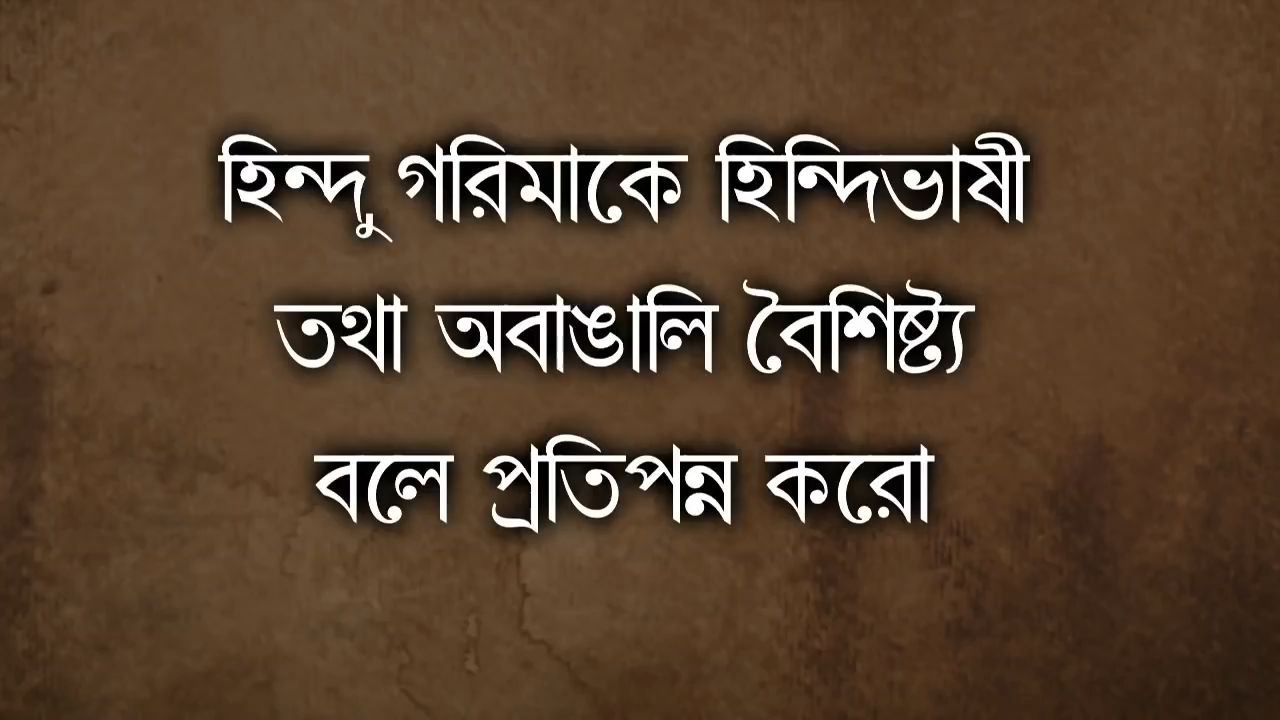 হিন্দু গরিমাকে হিন্দিভাষী
তথা অবাঙালি বৈশিষ্ট্য
বলে প্রতিপন্ন করো